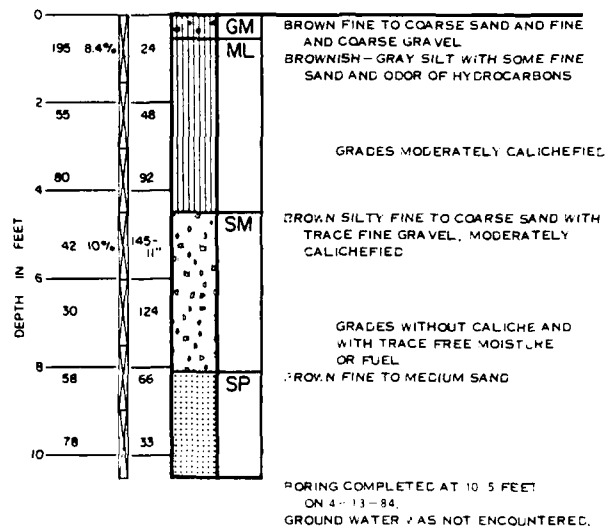 0
GM
BROWN FINE TO COARSE SAND AND FINE
AND COARSE GRAVEL
195 8.4% 24
ML
BROWNISH-GRAY SILT WITH SOME FINE
SAND AND ODOR OF HYDROCARBONS
2
55 48
GRADES MODERATELY CALICHEFIED
80 92
4
SM
BROWN SILTY FINE TO COARSE SAND WITH
TRACE FINE GRAVEL, MODERATELY
CALICHEFIED
42 10% 145-
11"
6
DEPTH IN FEET
30 124
GRADES WITHOUT CALICHE AND
WITH TRACE FREE MOISTURE
OR FUEL
8
58 66
SP
BROWN FINE TO MEDIUM SAND
78 33
10
BORING COMPLETED AT 10 5 FEET
ON 4-13-84.
GROUND WATER WAS NOT ENCOUNTERED.